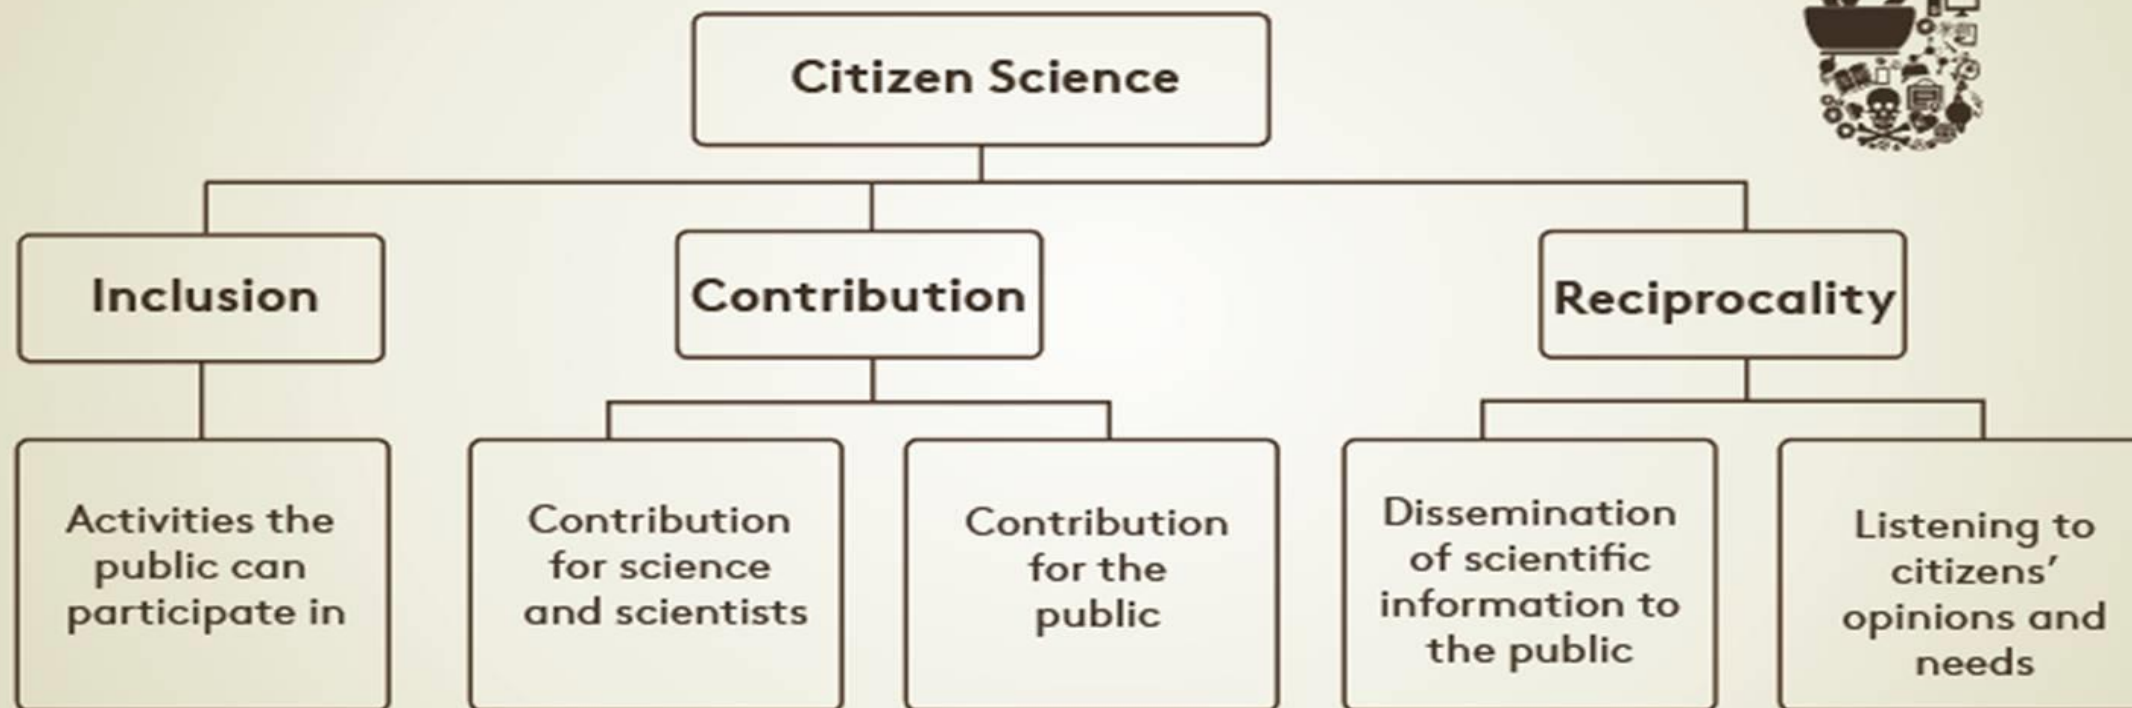 Citizen Science
Inclusion
Contribution
Reciprocality
Activities the
public can
participate in
Contribution
for science
and scientists
Contribution
for the
public
Dissemination
of scientific
information to
the public
Listening to
citizens’
opinions and
needs